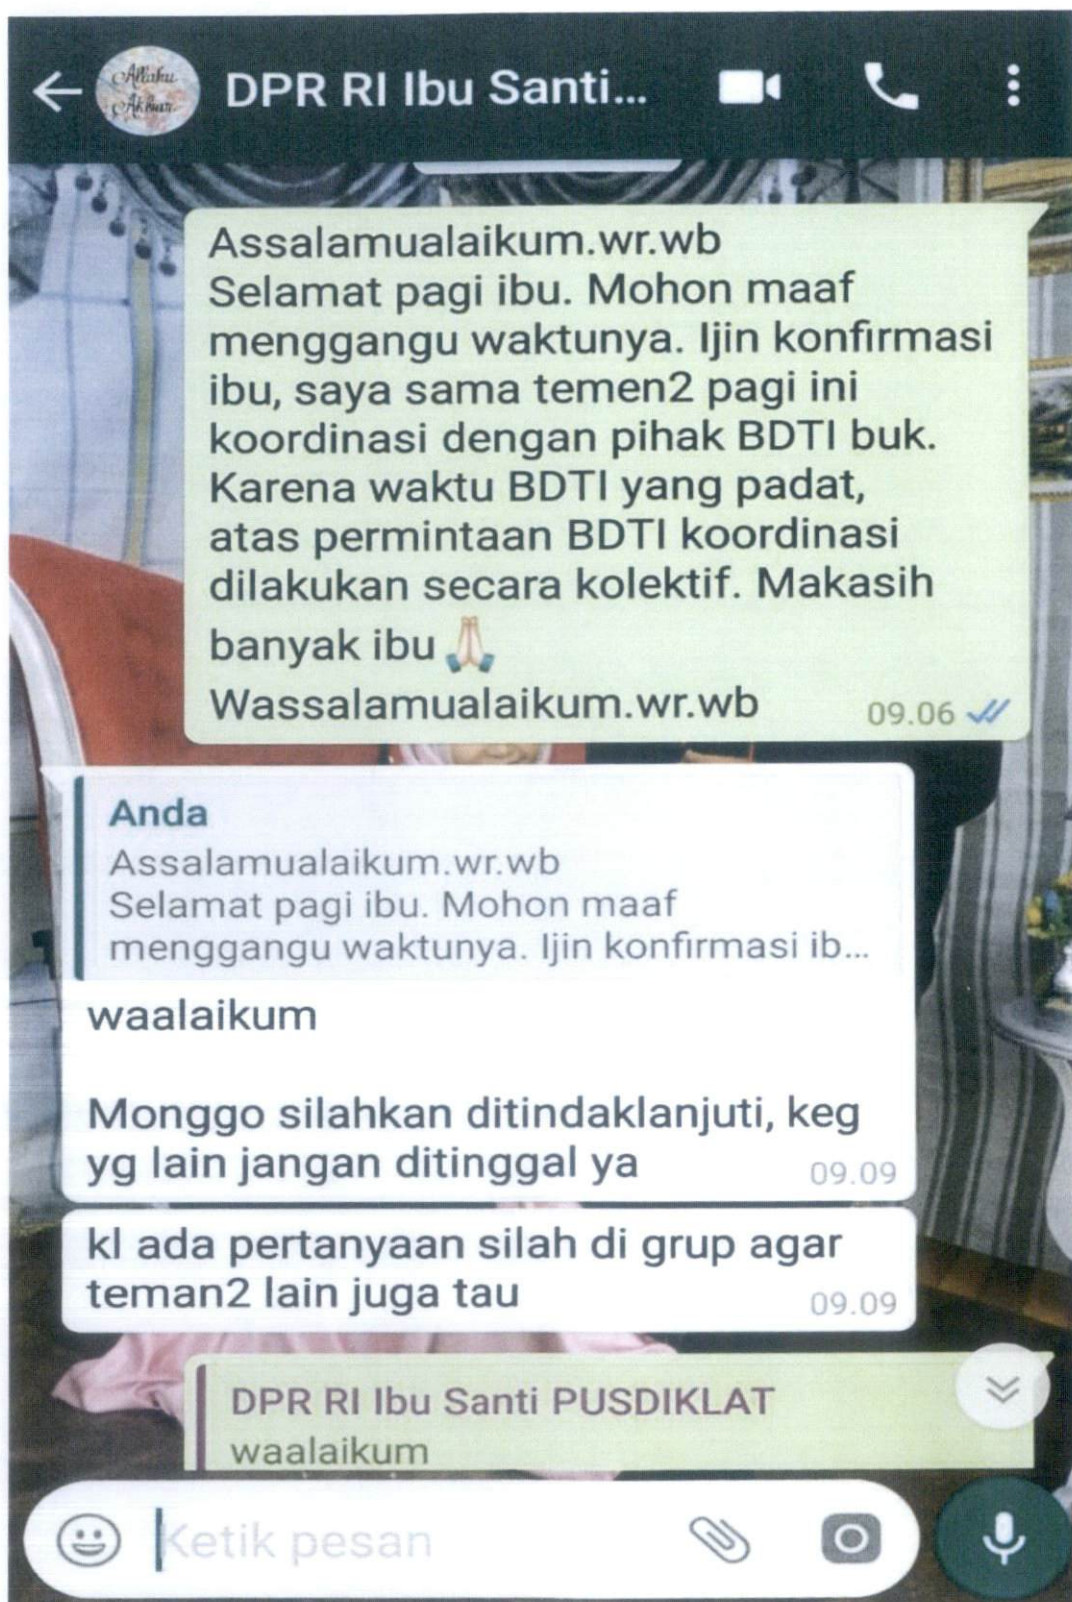 Allahu
Akbar
DPR RI Ibu Santi...
Assalamualaikum.wr.wb
Selamat pagi ibu. Mohon maaf
menggangu waktunya. Ijin konfirmasi
ibu, saya sama temen2 pagi ini
koordinasi dengan pihak BDTI buk.
Karena waktu BDTI yang padat,
atas permintaan BDTI koordinasi
dilakukan secara kolektif. Makasih
banyak ibu 🙏🏻
Wassalamualaikum.wr.wb 09.06
Anda
Assalamualaikum.wr.wb
Selamat pagi ibu. Mohon maaf
menggangu waktunya. Ijin konfirmasi ib...
waalaikum
Monggo silahkan ditindaklanjuti, keg
yg lain jangan ditinggal ya 09.09
kl ada pertanyaan silah di grup agar
teman2 lain juga tau 09.09
DPR RI Ibu Santi PUSDIKLAT
waalaikum
Ketik pesan